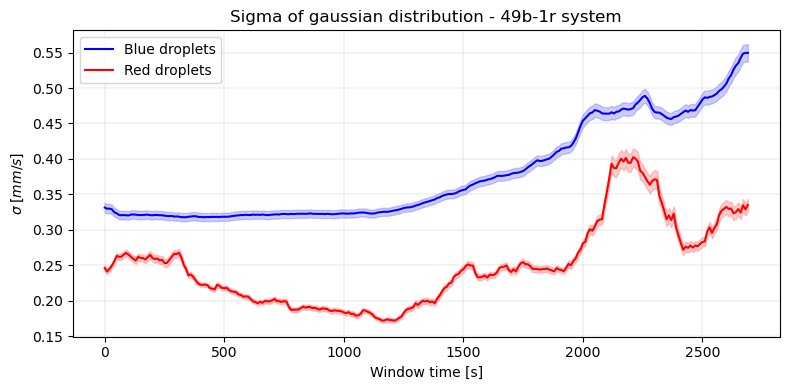 Sigma of gaussian distribution - 49b-1r system
Blue droplets
Red droplets
0.55
0.50
0.45
0.40
0.35
0.30
0.25
0.20
0.15
σ [mm/s]
0 500 1000 1500 2000 2500
Window time [s]